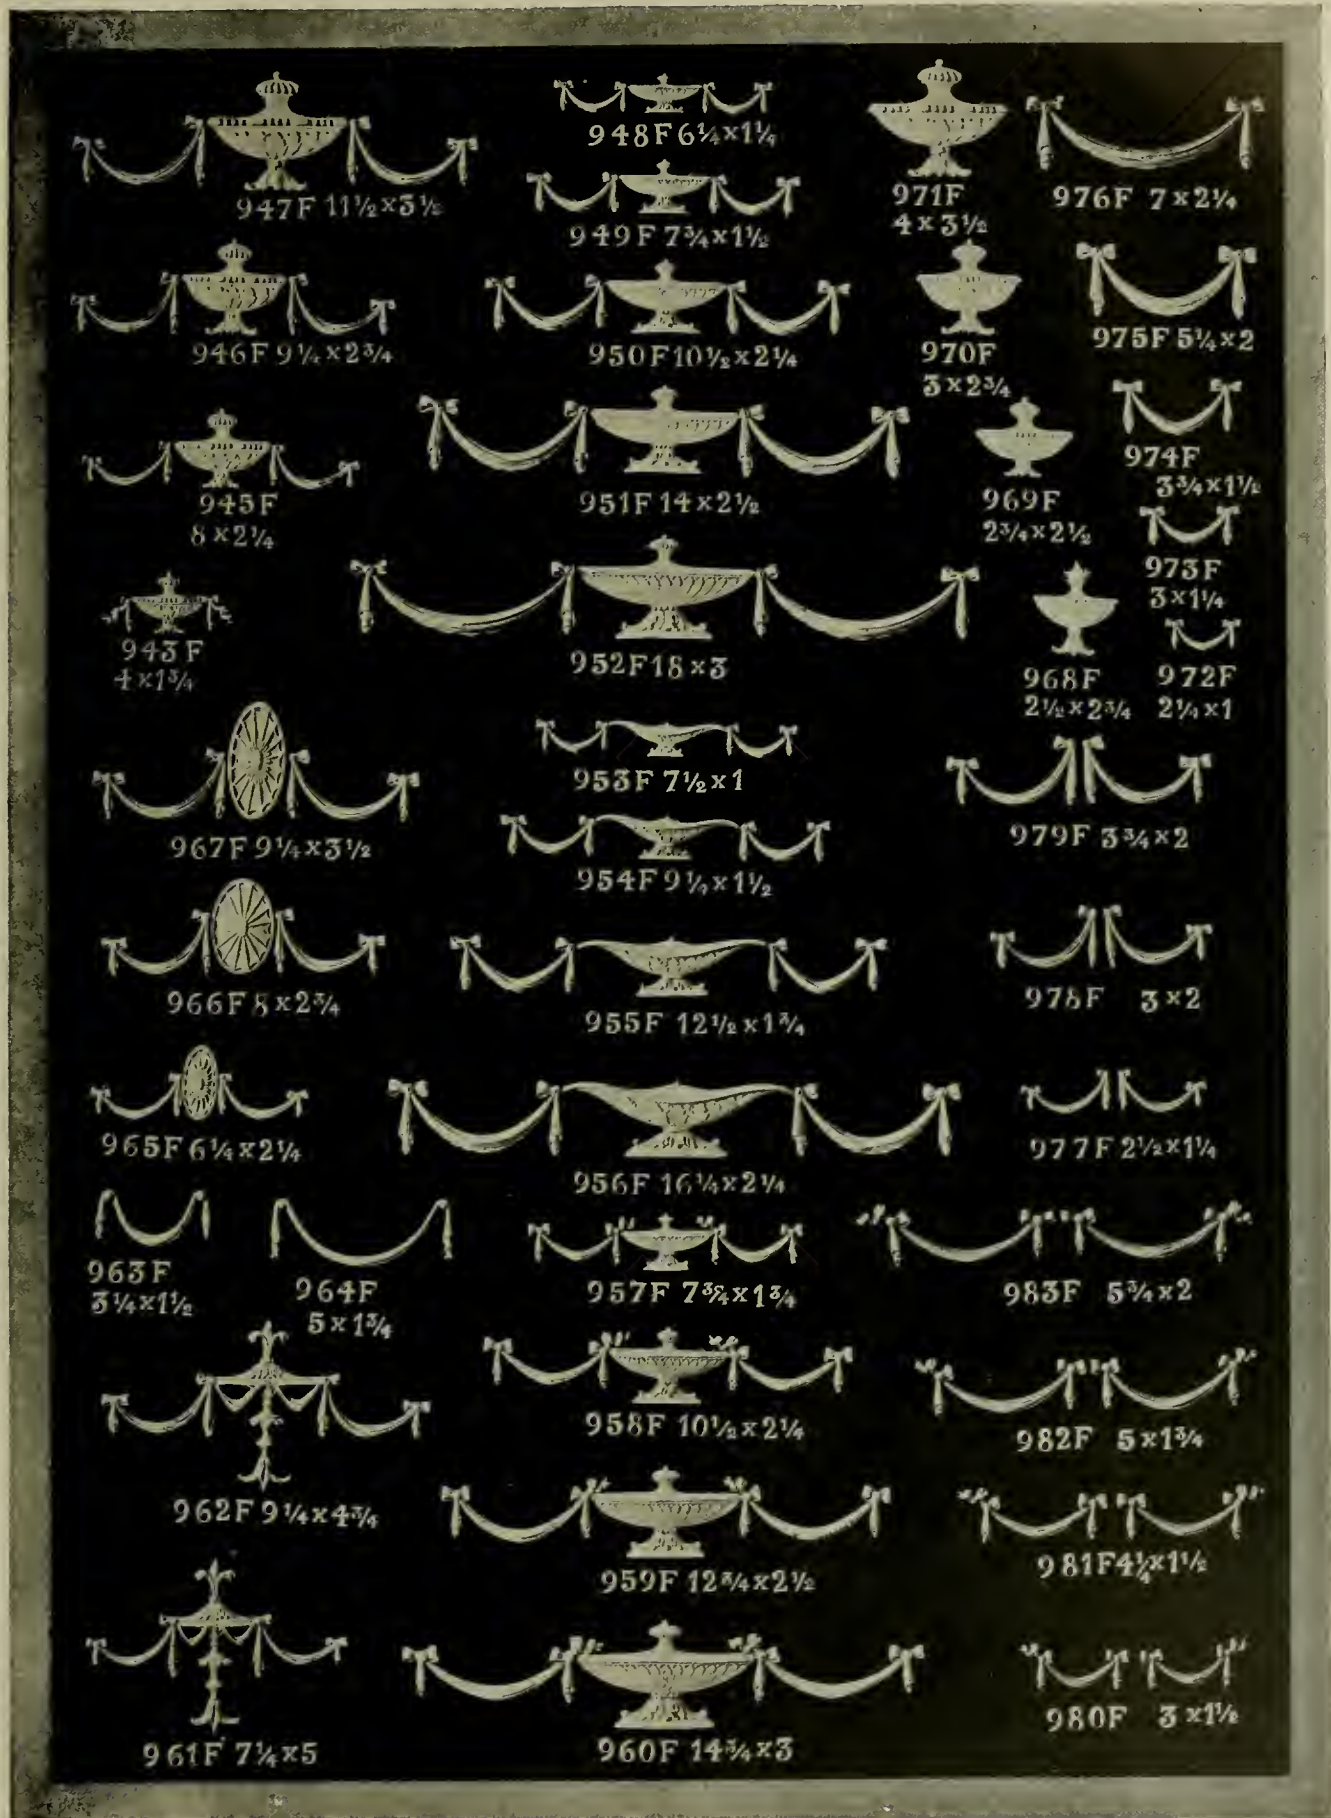 947F 11½×3½
946F 9¼×2¾
945F
8×2¼
943F
4×1¾
967F 9¼×3½
966F 8×2¾
965F 6¼×2¼
963F
3¼×1½
964F
5×1¾
962F 9¼×4¾
961F 7¼×5
948F 6¼×1¼
949F 7¾×1½
950F 10½×2¼
951F 14×2½
952F 18×3
953F 7½×1
954F 9¼×1½
955F 12½×1¾
956F 16¼×2¼
957F 7¾×1¾
958F 10½×2¼
959F 12¾×2½
960F 14¾×3
971F
4×3½
976F 7×2¼
970F
3×2¾
975F 5¼×2
974F
3¾×1½
969F
2¾×2½
973F
3×1¼
968F
2½×2¾
972F
2¼×1
979F 3¾×2
978F 3×2
977F 2½×1¼
983F 5¾×2
982F 5×1¾
981F 4¼×1½
980F 3×1½